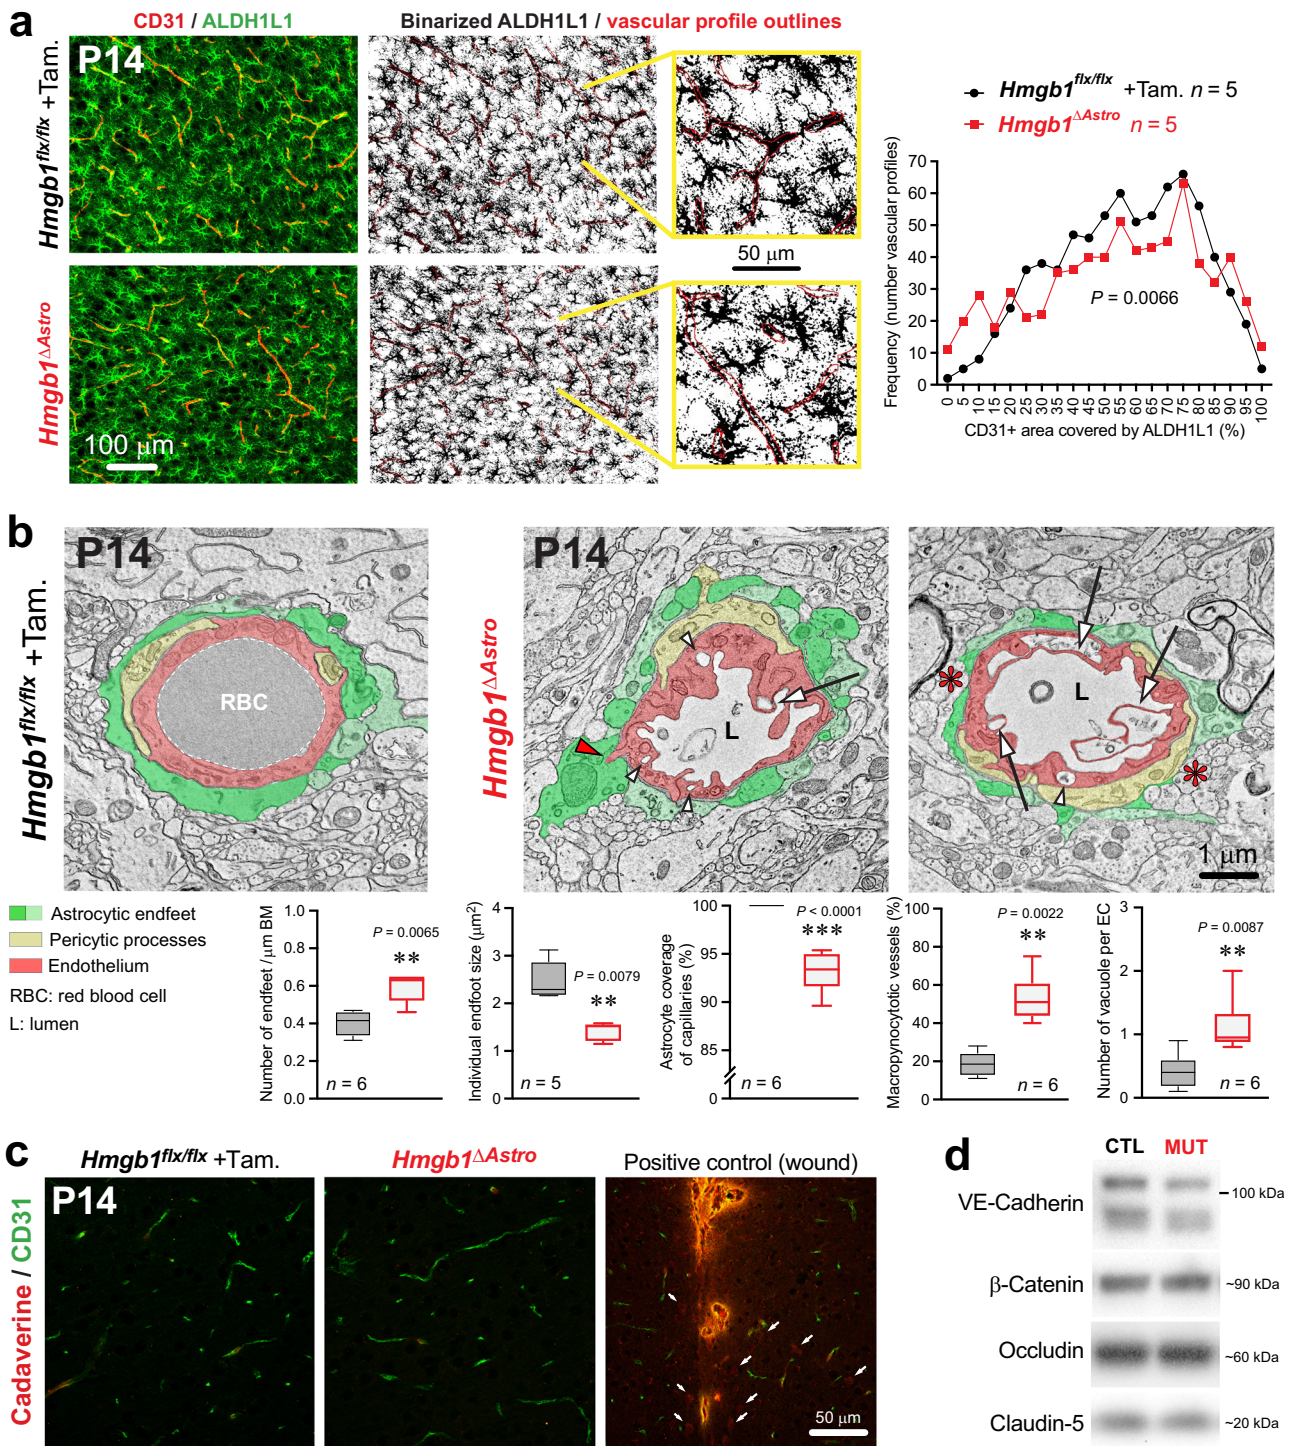 a
CD31 / ALDH1L1
Binarized ALDH1L1 / vascular profile outlines
Hmgb1flx/flx +Tam.
P14
50 μm
Hmgb1ΔAstro
100 μm
Hmgb1flx/flx +Tam. n = 5
Hmgb1ΔAstro n = 5
Frequency (number vascular profiles)
70
60
50
40
30
20
10
0
P = 0.0066
0 5 10 15 20 25 30 35 40 45 50 55 60 65 70 75 80 85 90 95 100
CD31+ area covered by ALDH1L1 (%)
b
Hmgb1flx/flx +Tam.
P14
RBC
Hmgb1ΔAstro
P14
L
L
1 μm
Astrocytic endfeet
Pericytic processes
Endothelium
RBC: red blood cell
L: lumen
Number of endfeet /μm BM
1.0
0.8
0.6
0.4
0.2
0.0
P = 0.0065
**
n = 6
Individual endfoot size (μm2)
4
3
2
1
0
P = 0.0079
**
n = 5
Astrocyte coverage
of capillaries (%)
100
95
90
85
0
P < 0.0001
***
n = 6
Macropynocytotic vessels (%)
100
80
60
40
20
0
P = 0.0022
**
n = 6
Number of vacuole per EC
3
2
1
0
P = 0.0087
**
n = 6
c
Hmgb1flx/flx +Tam.
Hmgb1ΔAstro
Positive control (wound)
Cadaverine / CD31
P14
50 μm
d
CTL MUT
VE-Cadherin
100 kDa
β-Catenin
~90 kDa
Occludin
~60 kDa
Claudin-5
~20 kDa